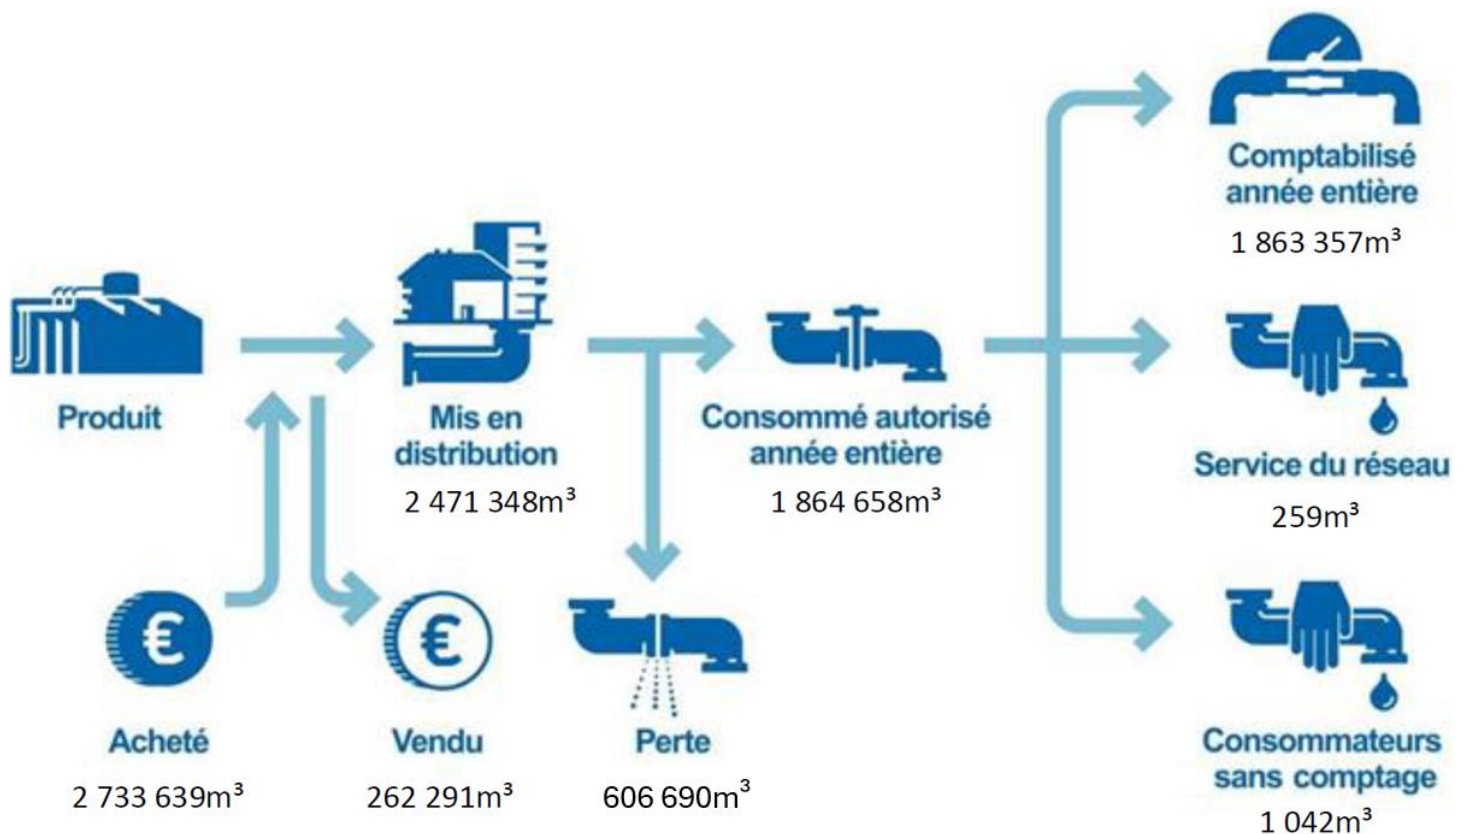 Comptabilisé
année entière
1 863 357m³
Produit
Mis en
distribution
2 471 348m³
Consommé autorisé
année entière
1 864 658m³
Service du réseau
259m³
€
Acheté
2 733 639m³
€
Vendu
262 291m³
Perte
606 690m³
Consommateurs
sans comptage
1 042m³